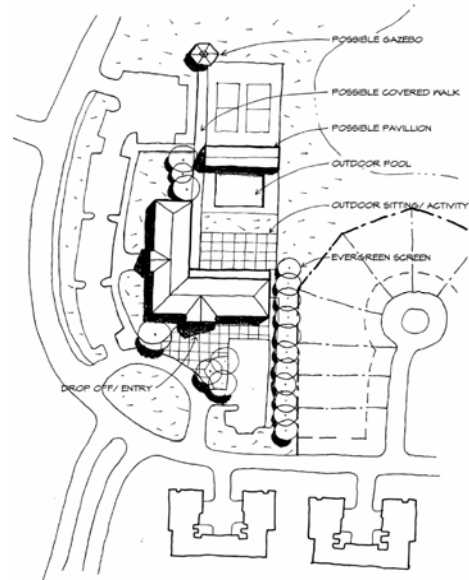 POSSIBLE GAZEBO
POSSIBLE COVERED WALK
POSSIBLE PAVILLION
OUTDOOR POOL
OUTDOOR SITTING/ ACTIVITY
EVERGREEN SCREEN
DROP OFF/ ENTRY